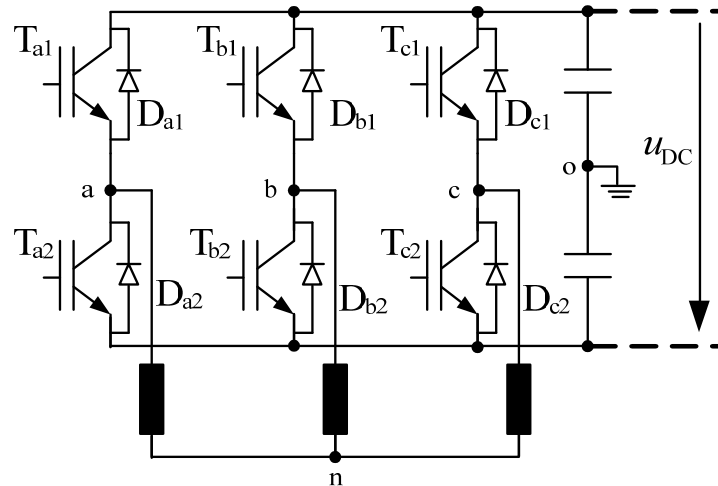 Ta1
Da1
Tb1
Db1
Tc1
Dc1
o
uDC
a
b
c
Ta2
Da2
Tb2
Db2
Tc2
Dc2
n